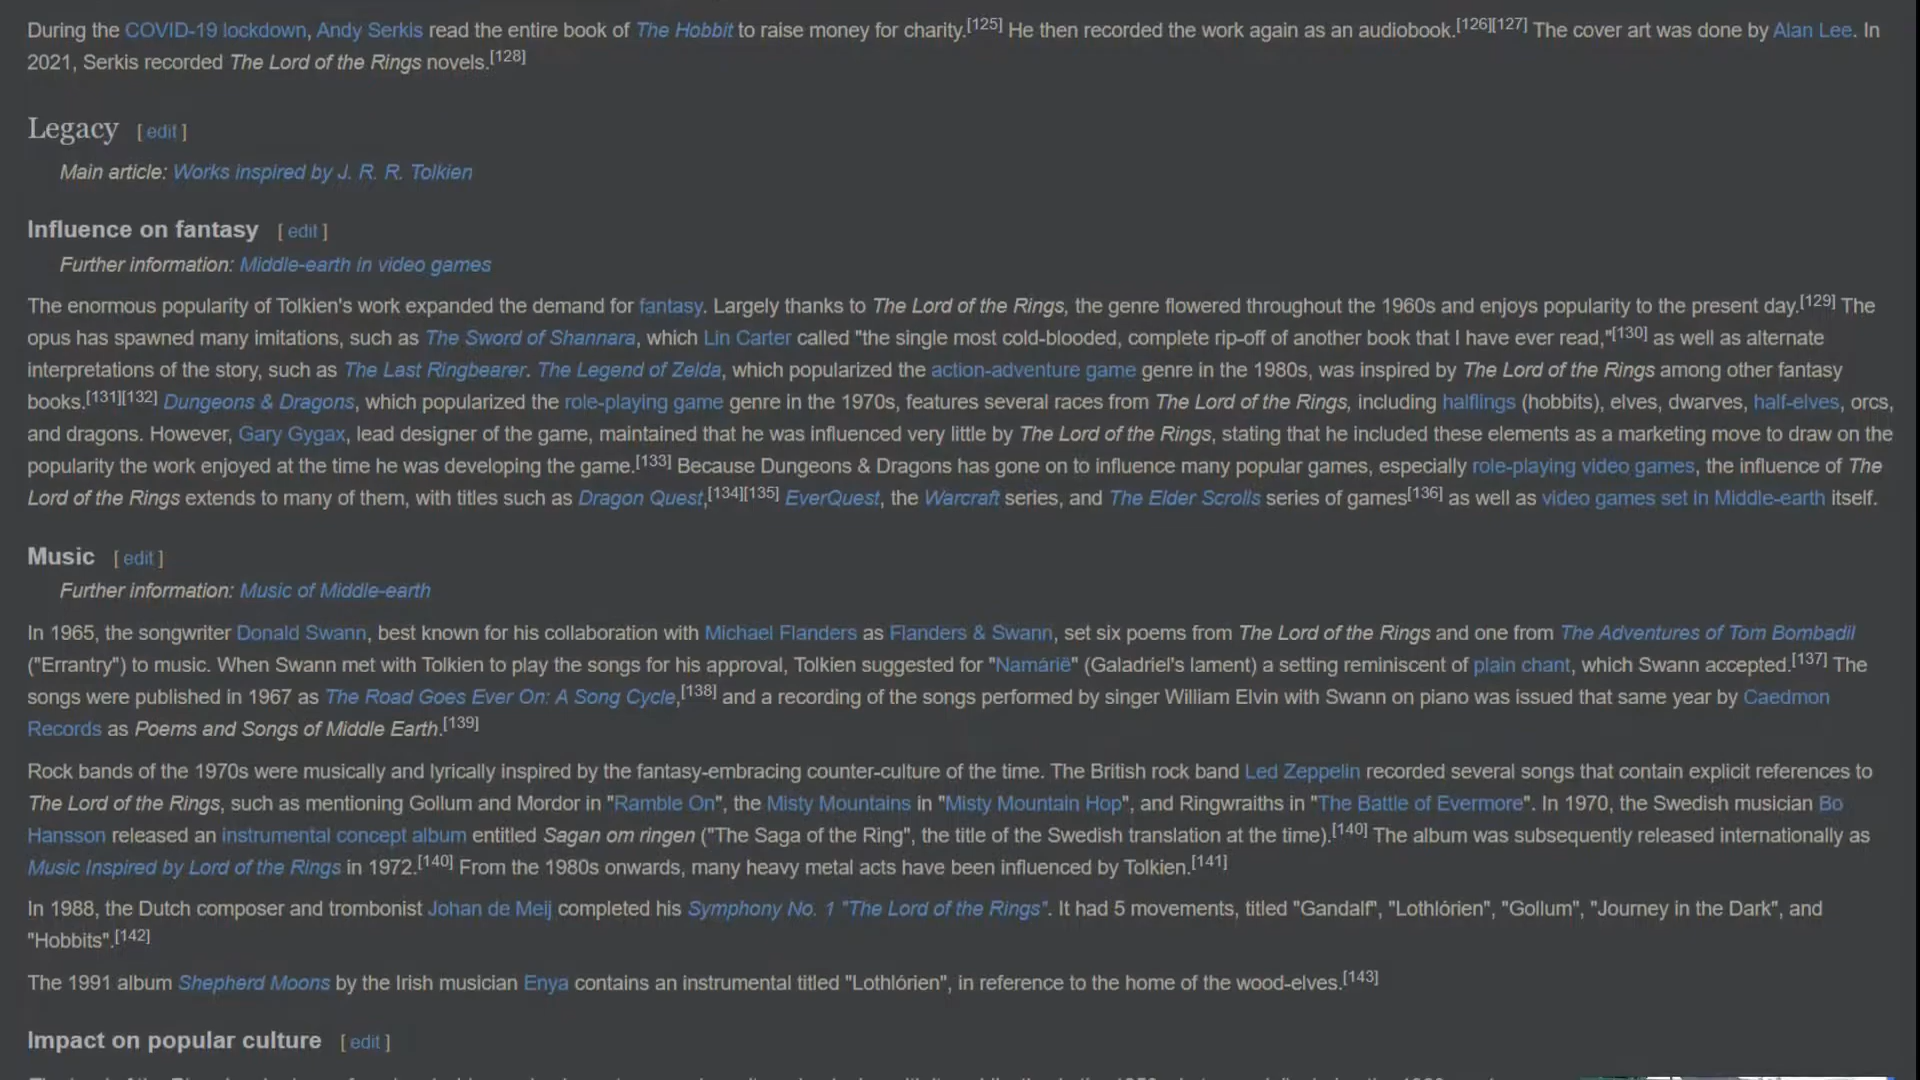 During the COVID-19 lockdown, Andy Serkis read the entire book of The Hobbit to raise money for charity.[125] He then recorded the work again as an audiobook.[126][127] The cover art was done by Alan Lee. In
2021, Serkis recorded The Lord of the Rings novels.[128]
Legacy [ edit ]
Main article: Works inspired by J. R. R. Tolkien
Influence on fantasy [ edit ]
Further information: Middle-earth in video games
The enormous popularity of Tolkien's work expanded the demand for fantasy. Largely thanks to The Lord of the Rings, the genre flowered throughout the 1960s and enjoys popularity to the present day.[129] The
opus has spawned many imitations, such as The Sword of Shannara, which Lin Carter called "the single most cold-blooded, complete rip-off of another book that I have ever read,"[130] as well as alternate
interpretations of the story, such as The Last Ringbearer. The Legend of Zelda, which popularized the action-adventure game genre in the 1980s, was inspired by The Lord of the Rings among other fantasy
books.[131][132] Dungeons & Dragons, which popularized the role-playing game genre in the 1970s, features several races from The Lord of the Rings, including halflings (hobbits), elves, dwarves, half-elves, orcs,
and dragons. However, Gary Gygax, lead designer of the game, maintained that he was influenced very little by The Lord of the Rings, stating that he included these elements as a marketing move to draw on the
popularity the work enjoyed at the time he was developing the game.[133] Because Dungeons & Dragons has gone on to influence many popular games, especially role-playing video games, the influence of The
Lord of the Rings extends to many of them, with titles such as Dragon Quest,[134][135] EverQuest, the Warcraft series, and The Elder Scrolls series of games[136] as well as video games set in Middle-earth itself.
Music [ edit ]
Further information: Music of Middle-earth
In 1965, the songwriter Donald Swann, best known for his collaboration with Michael Flanders as Flanders & Swann, set six poems from The Lord of the Rings and one from The Adventures of Tom Bombadil
("Errantry") to music. When Swann met with Tolkien to play the songs for his approval, Tolkien suggested for "Namárië" (Galadriel's lament) a setting reminiscent of plain chant, which Swann accepted.[137] The
songs were published in 1967 as The Road Goes Ever On: A Song Cycle,[138] and a recording of the songs performed by singer William Elvin with Swann on piano was issued that same year by Caedmon
Records as Poems and Songs of Middle Earth.[139]
Rock bands of the 1970s were musically and lyrically inspired by the fantasy-embracing counter-culture of the time. The British rock band Led Zeppelin recorded several songs that contain explicit references to
The Lord of the Rings, such as mentioning Gollum and Mordor in "Ramble On", the Misty Mountains in "Misty Mountain Hop", and Ringwraiths in "The Battle of Evermore". In 1970, the Swedish musician Bo
Hansson released an instrumental concept album entitled Sagan om ringen ("The Saga of the Ring", the title of the Swedish translation at the time).[140] The album was subsequently released internationally as
Music Inspired by Lord of the Rings in 1972.[140] From the 1980s onwards, many heavy metal acts have been influenced by Tolkien.[141]
In 1988, the Dutch composer and trombonist Johan de Meij completed his Symphony No. 1 "The Lord of the Rings". It had 5 movements, titled "Gandalf", "Lothlórien", "Gollum", "Journey in the Dark", and
"Hobbits".[142]
The 1991 album Shepherd Moons by the Irish musician Enya contains an instrumental titled "Lothlórien", in reference to the home of the wood-elves.[143]
Impact on popular culture [ edit ]